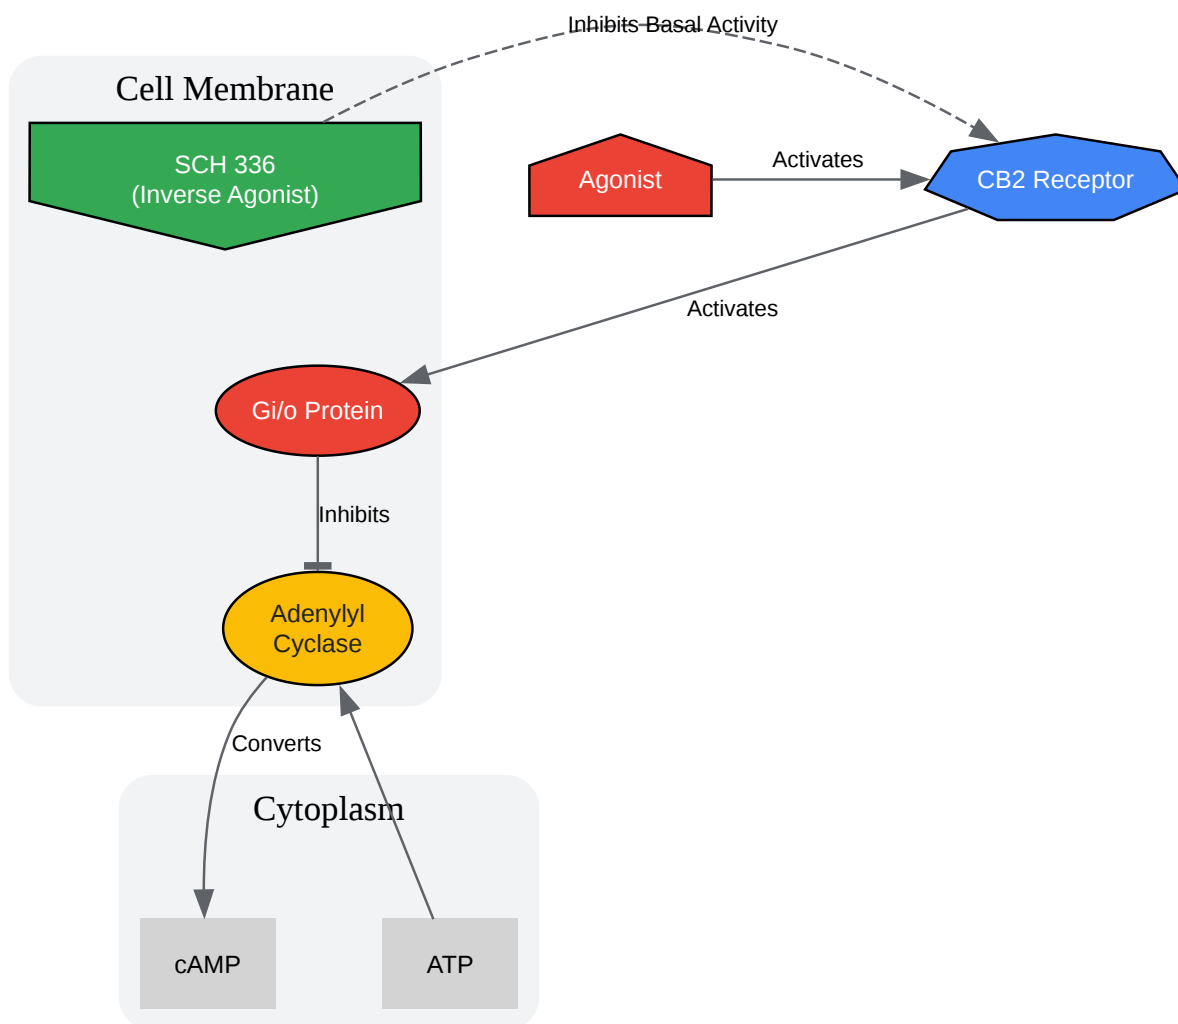 Inhibits Basal Activity
Cell Membrane
SCH 336
(Inverse Agonist)
Agonist
Activates
CB2 Receptor
Activates
Gi/o Protein
Inhibits
Adenylyl
Cyclase
Converts
Cytoplasm
cAMP
ATP